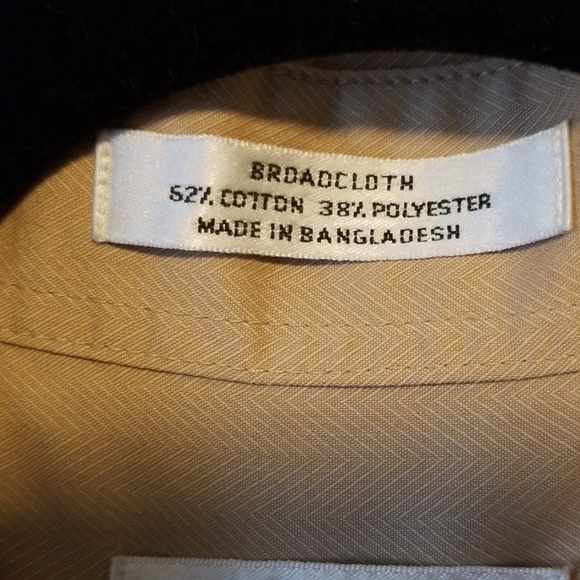 BROADCLOTH
62% COTTON 38% POLYESTER
MADE IN BANGLADESH